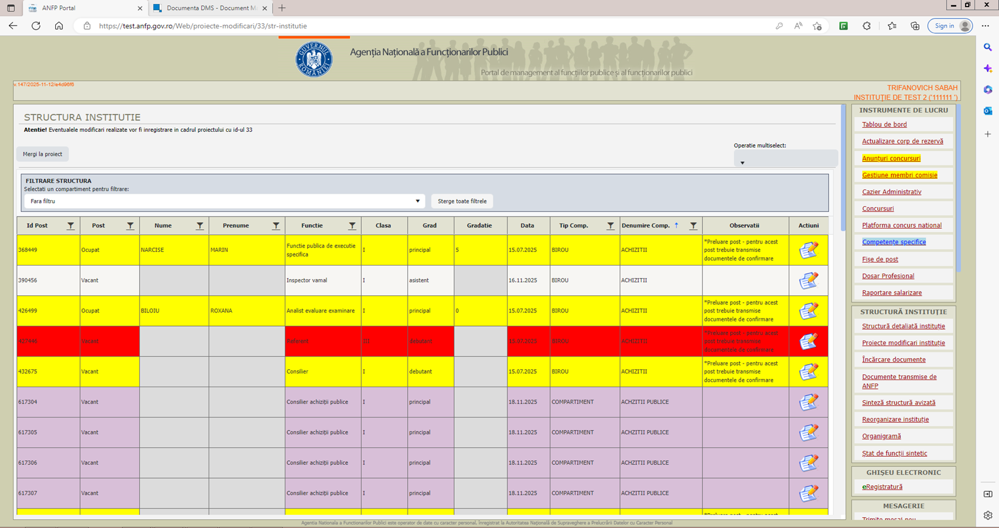 ANFP Portal
Documenta DMS - Document M
https://test.anfp.gov.ro/Web/proiecte-modificari/33/str-institutie
Sign in
GUVERNUL ROMÂNIEI
Agenția Națională a Funcționarilor Publici
Portal de management al funcțiilor publice și al funcționarilor publici
v.147/2025-11-12/e4d96f6
TRIFANOVICH SABAH
INSTITUȚIE DE TEST 2 ('111111 ')
STRUCTURA INSTITUTIE
Atentie! Eventualele modificari realizate vor fi inregistrare in cadrul proiectului cu id-ul 33
Mergi la proiect
Operatie multiselect:
FILTRARE STRUCTURA
Selectati un compartiment pentru filtrare:
Fara filtru
Sterge toate filtrele
Id Post Post Nume Prenume Functie Clasa Grad Gradatie Data Tip Comp. Denumire Comp. Observatii Actiuni
368449 Ocupat NARCISE MARIN Functie publica de executie specifica I principal 5 15.07.2025 BIROU ACHIZITII *Preluare post - pentru acest post trebuie transmise documentele de confirmare
390456 Vacant Inspector vamal I asistent 16.11.2025 BIROU ACHIZITII
426499 Ocupat BILOIU ROXANA Analist evaluare examinare I principal 0 15.07.2025 BIROU ACHIZITII *Preluare post - pentru acest post trebuie transmise documentele de confirmare
427446 Vacant Referent III debutant 15.07.2025 BIROU ACHIZITII *Preluare post - pentru acest post trebuie transmise documentele de confirmare
432675 Vacant Consilier I debutant 15.07.2025 BIROU ACHIZITII *Preluare post - pentru acest post trebuie transmise documentele de confirmare
617304 Vacant Consilier achiziții publice I principal 18.11.2025 COMPARTIMENT ACHZITII PUBLICE
617305 Vacant Consilier achiziții publice I principal 18.11.2025 COMPARTIMENT ACHZITII PUBLICE
617306 Vacant Consilier achiziții publice I principal 18.11.2025 COMPARTIMENT ACHZITII PUBLICE
617307 Vacant Consilier achiziții publice I principal 18.11.2025 COMPARTIMENT ACHZITII PUBLICE
*Preluare post - pentru acest
INSTRUMENTE DE LUCRU
Tablou de bord
Actualizare corp de rezervă
Anunțuri concursuri
Gestiune membri comisie
Cazier Administrativ
Concursuri
Platforma concurs national
Competențe specifice
Fișe de post
Dosar Profesional
Raportare salarizare
STRUCTURĂ INSTITUȚIE
Structură detaliată instituție
Proiecte modificări instituție
Încărcare documente
Documente transmise de
ANFP
Sinteză structură avizată
Reorganizare instituție
Organigramă
Stat de funcții sintetic
GHIȘEU ELECTRONIC
eRegistratură
MESAGERIE
Trimite mesaj nou
Agentia Nationala a Functionarilor Publici este operator de date cu caracter personal, înregistrat la Autoritatea Națională de Supraveghere a Prelucrării Datelor cu Caracter Personal